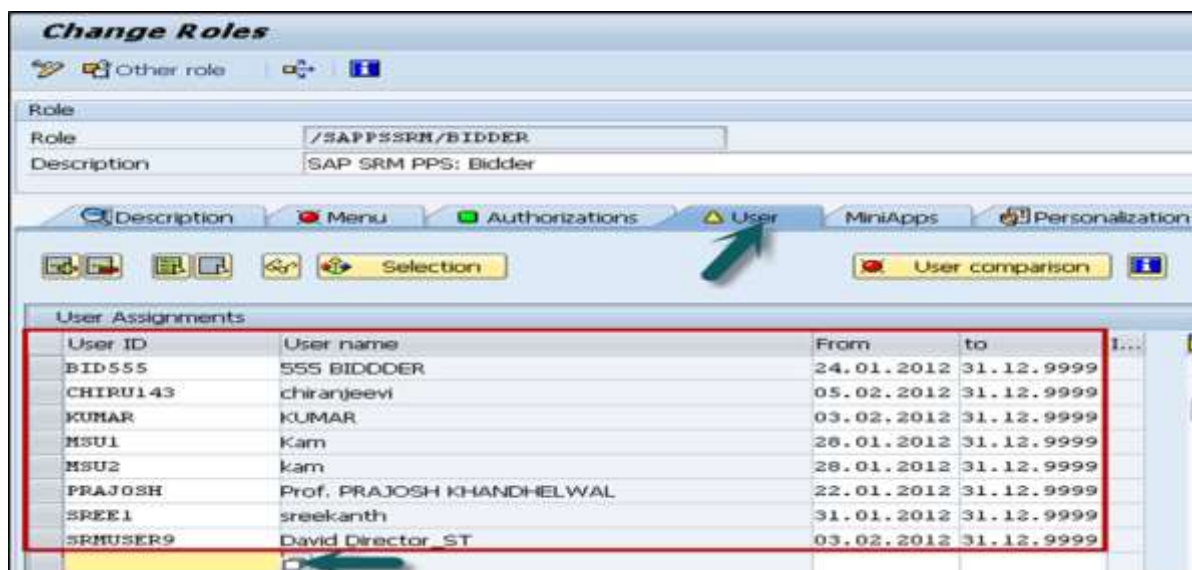 Change Roles
Other role
Role
Role /SAPPSSRM/BIDDER
Description SAP SRM PPS: Bidder
Description Menu Authorizations User MiniApps Personalization
Selection User comparison
User Assignments
User ID User name From to I...
BID555 555 BIDDDER 24.01.2012 31.12.9999
CHIRU143 chiranjeevi 05.02.2012 31.12.9999
KUMAR KUMAR 03.02.2012 31.12.9999
MSU1 Kam 28.01.2012 31.12.9999
MSU2 kam 28.01.2012 31.12.9999
PRAJOSH Prof. PRAJOSH KHANDHELWAL 22.01.2012 31.12.9999
SREE1 sreekanth 31.01.2012 31.12.9999
SRMUSER9 David Director_ST 03.02.2012 31.12.9999